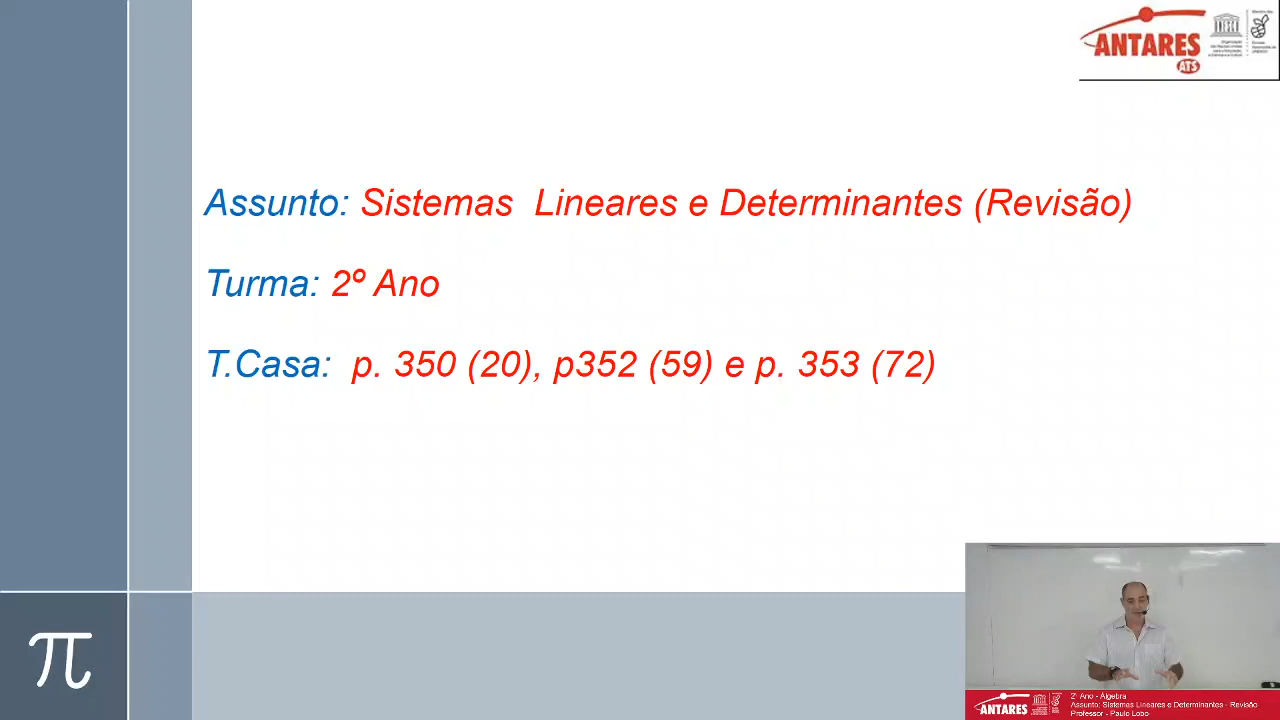 ANTARES
ATS
Assunto: Sistemas Lineares e Determinantes (Revisão)
Turma: 2º Ano
T.Casa: p. 350 (20), p352 (59) e p. 353 (72)
π
ANTARES
2º Ano - Álgebra
Assunto: Sistemas Lineares e Determinantes - Revisão
Professor - Paulo Lobo